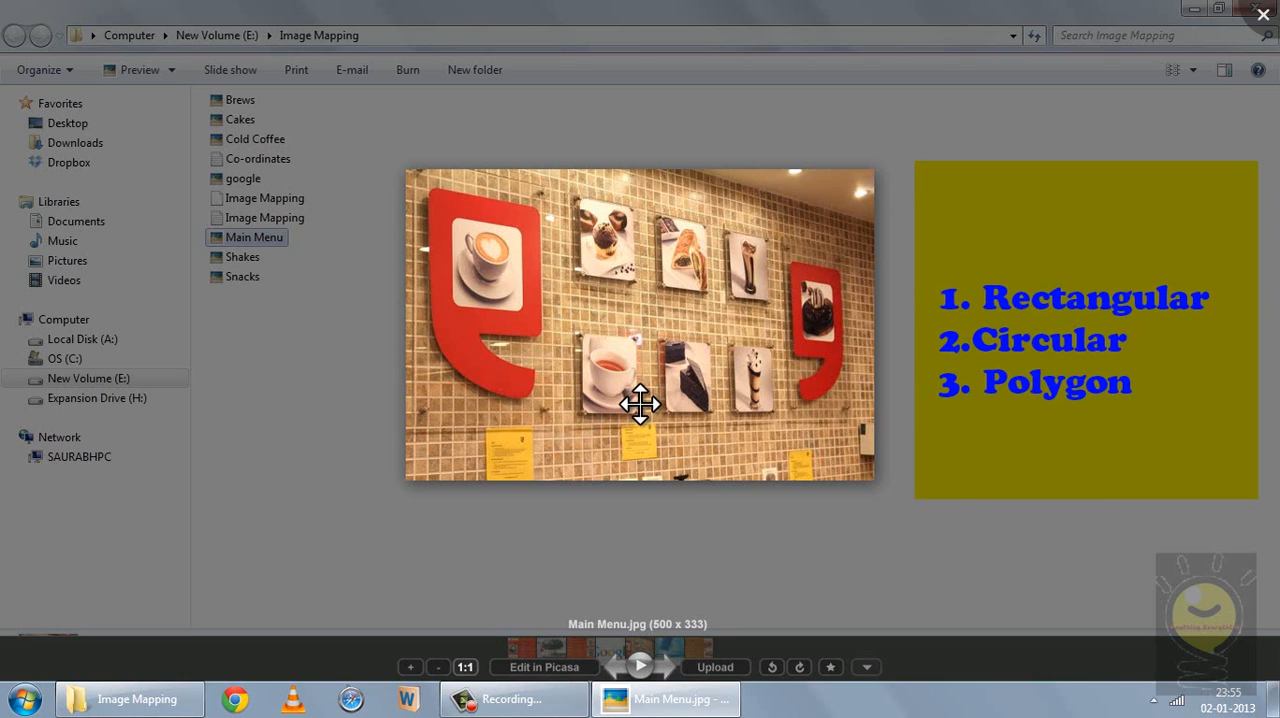 Computer
New Volume (E:)
Image Mapping
Search Image Mapping
Organize
Preview
Slide show
Print
E-mail
Burn
New folder
Favorites
Desktop
Downloads
Dropbox
Libraries
Documents
Music
Pictures
Videos
Computer
Local Disk (A:)
OS (C:)
New Volume (E:)
Expansion Drive (H:)
Network
SAURABHPC
Brews
Cakes
Cold Coffee
Co-ordinates
google
Image Mapping
Image Mapping
Main Menu
Shakes
Snacks
1. Rectangular
2.Circular
3. Polygon
Main Menu.jpg (500 x 333)
+
-
1:1
Edit in Picasa
Upload
Image Mapping
Recording...
Main Menu.jpg - ...
23:55
02-01-2013